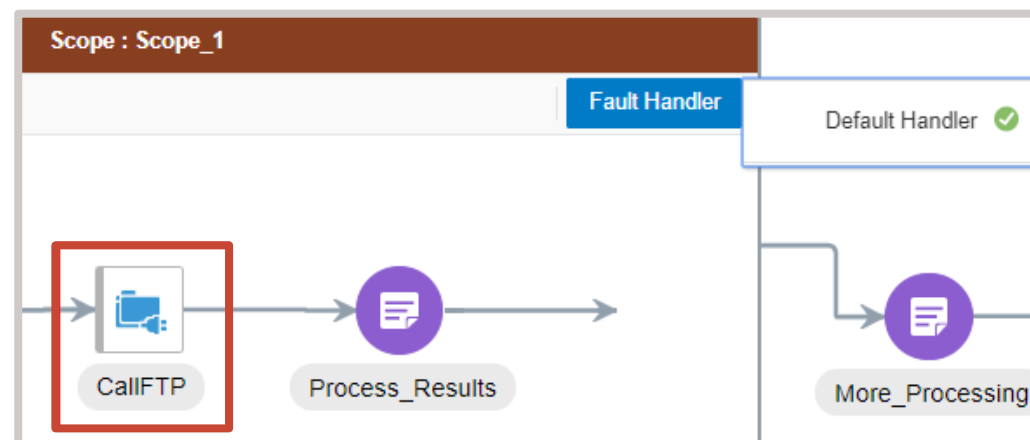 Scope : Scope_1
Fault Handler
Default Handler
CallFTP
Process_Results
More_Processing